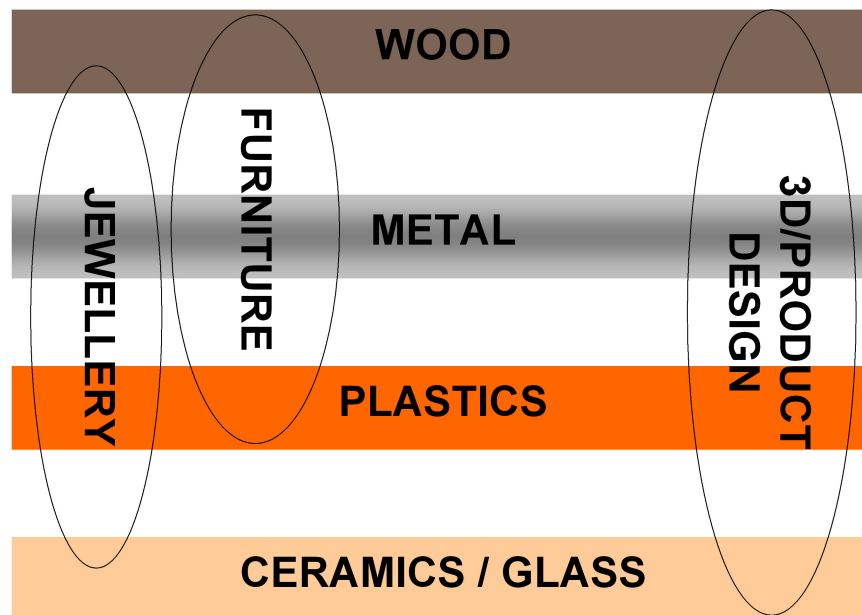 WOOD
FURNITURE
JEWELLERY
METAL
3D/PRODUCT
DESIGN
PLASTICS
CERAMICS / GLASS